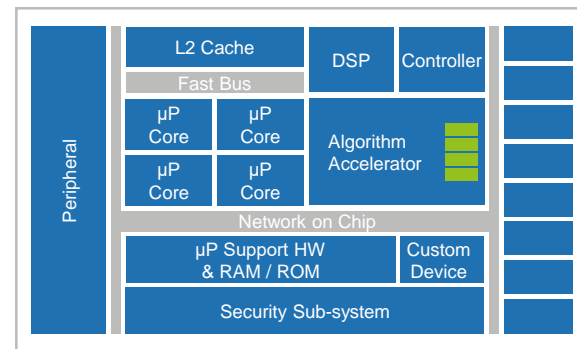 Peripheral
L2 Cache
Fast Bus
µP
Core
µP
Core
µP
Core
µP
Core
DSP
Controller
Algorithm
Accelerator
Network on Chip
µP Support HW
& RAM / ROM
Custom
Device
Security Sub-system